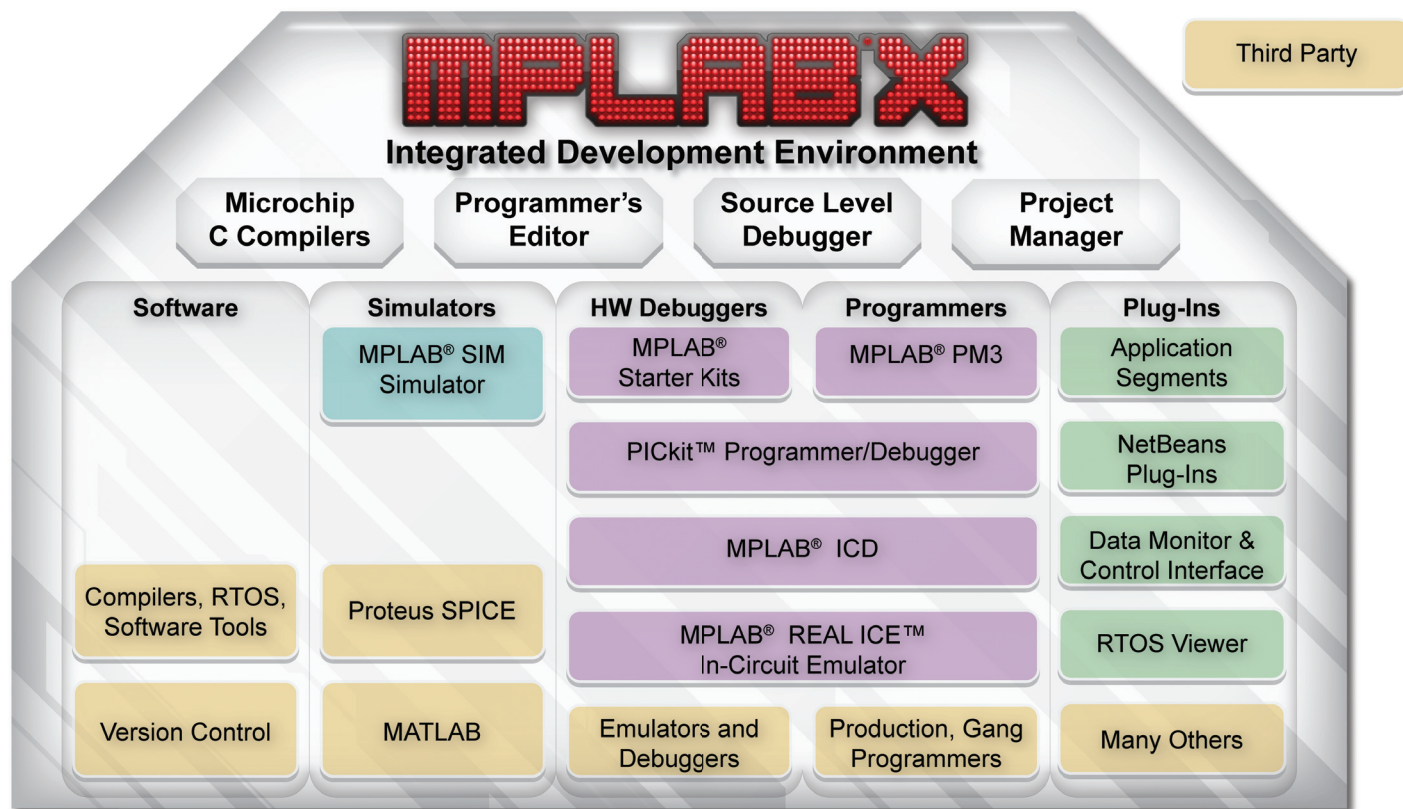 MPLAB® X
Third Party
Integrated Development Environment
Microchip
C Compilers
Programmer’s
Editor
Source Level
Debugger
Project
Manager
Software
Compilers, RTOS,
Software Tools
Version Control
Simulators
MPLAB® SIM
Simulator
Proteus SPICE
MATLAB
HW Debuggers
Programmers
MPLAB®
Starter Kits
MPLAB® PM3
PICkit™ Programmer/Debugger
MPLAB® ICD
MPLAB® REAL ICE™
In-Circuit Emulator
Emulators and
Debuggers
Production, Gang
Programmers
Plug-Ins
Application
Segments
NetBeans
Plug-Ins
Data Monitor &
Control Interface
RTOS Viewer
Many Others